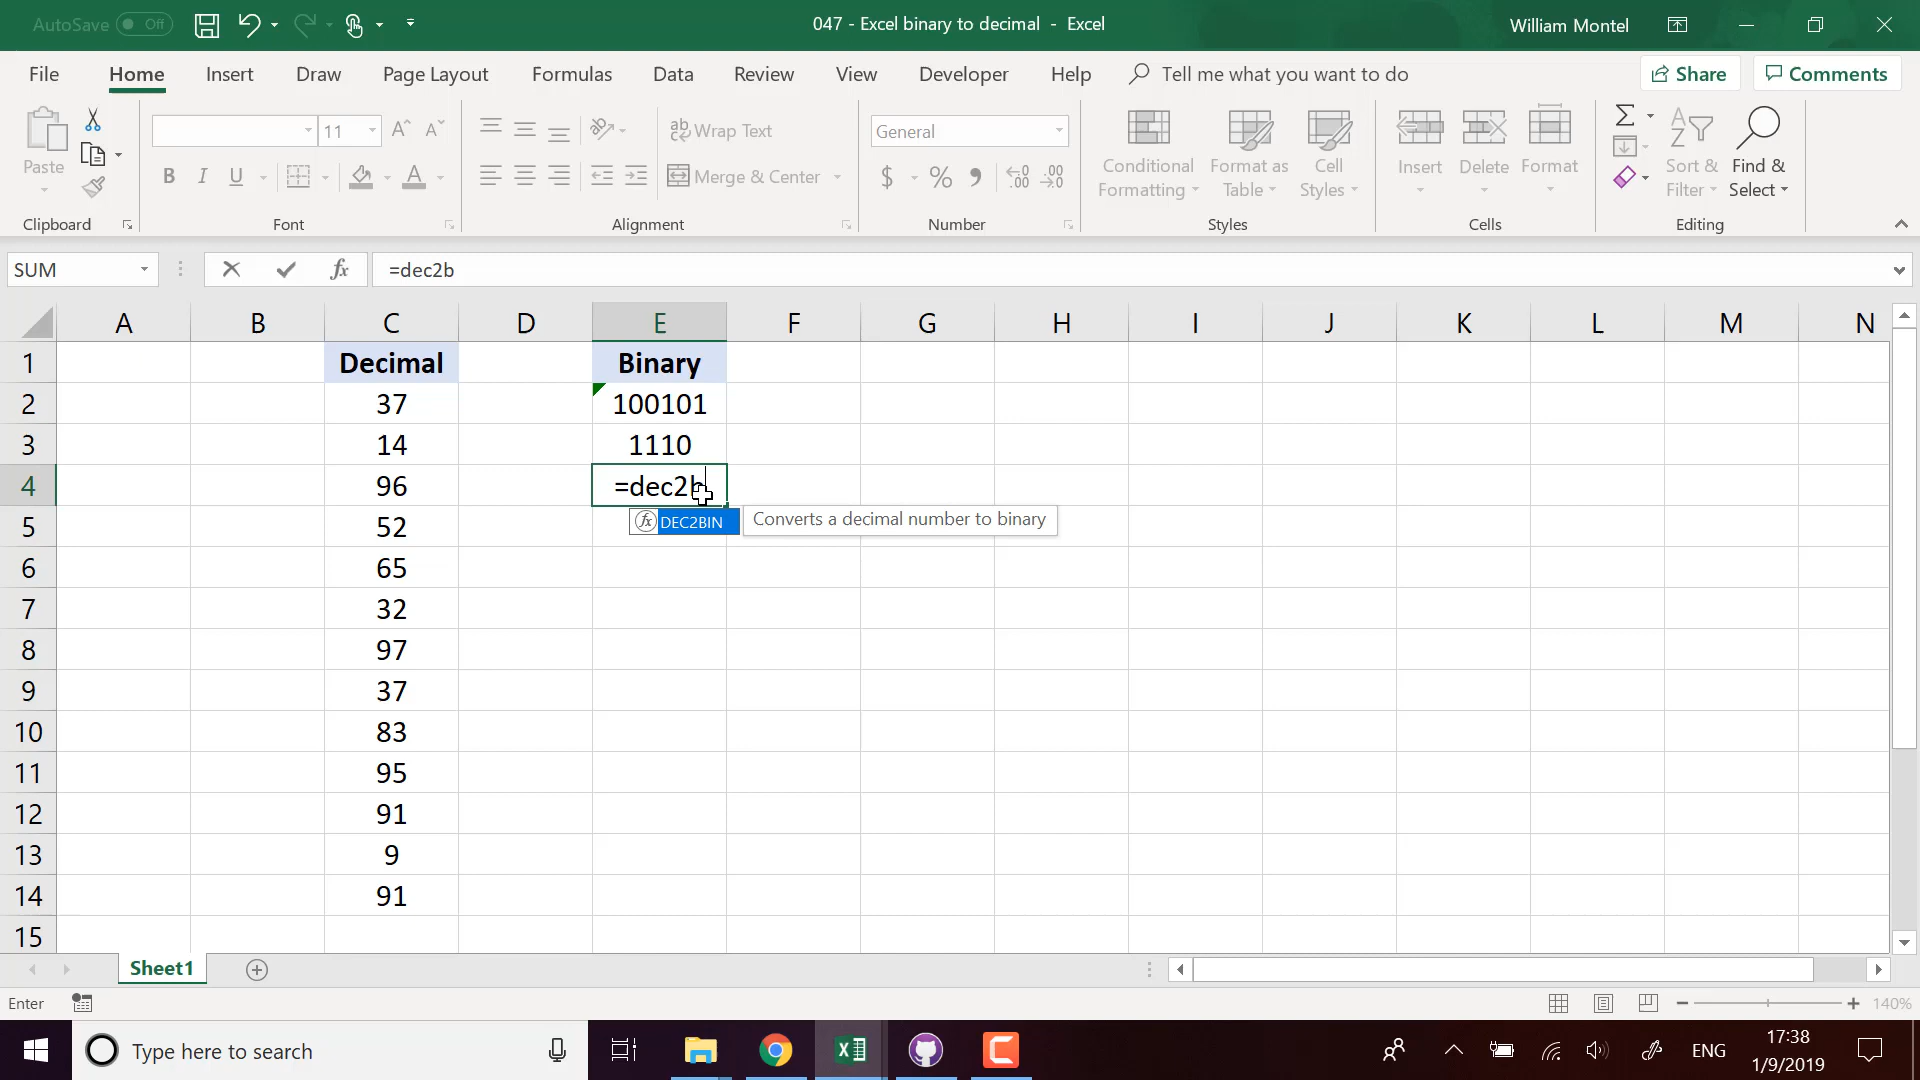 AutoSave Off
047 - Excel binary to decimal - Excel
William Montel
File Home Insert Draw Page Layout Formulas Data Review View Developer Help Tell me what you want to do Share Comments
Paste
11
B I U A
ab Wrap Text
Merge & Center
General
$ % ,
Conditional Formatting
Format as Table
Cell Styles
Insert Delete Format
Sort & Filter
Find & Select
Clipboard Font Alignment Number Styles Cells Editing
SUM fx =dec2b
A B C D E F G H I J K L M N
1 Decimal Binary
2 37 100101
3 14 1110
4 96 =dec2b
fx DEC2BIN Converts a decimal number to binary
5 52
6 65
7 32
8 97
9 37
10 83
11 95
12 91
13 9
14 91
15
Sheet1
Enter 140%
Type here to search
ENG
17:38
1/9/2019